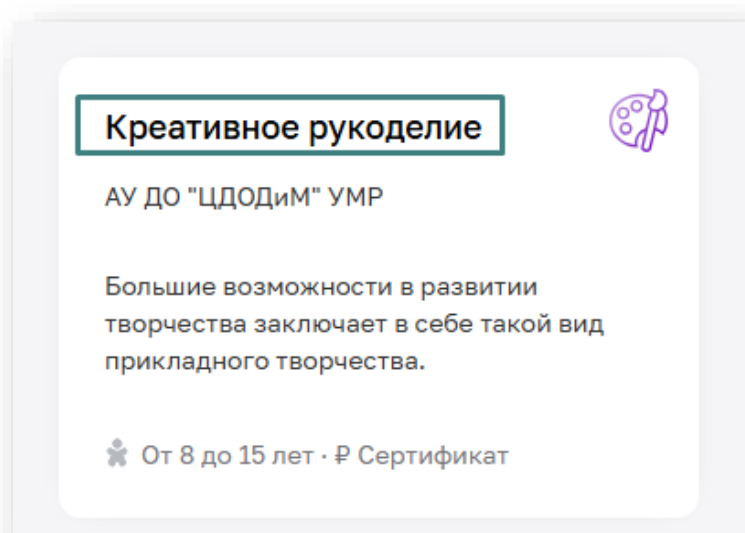 Креативное рукоделие
АУ ДО "ЦДОДиМ" УМР
Большие возможности в развитии
творчества заключает в себе такой вид
прикладного творчества.
От 8 до 15 лет · ₽ Сертификат